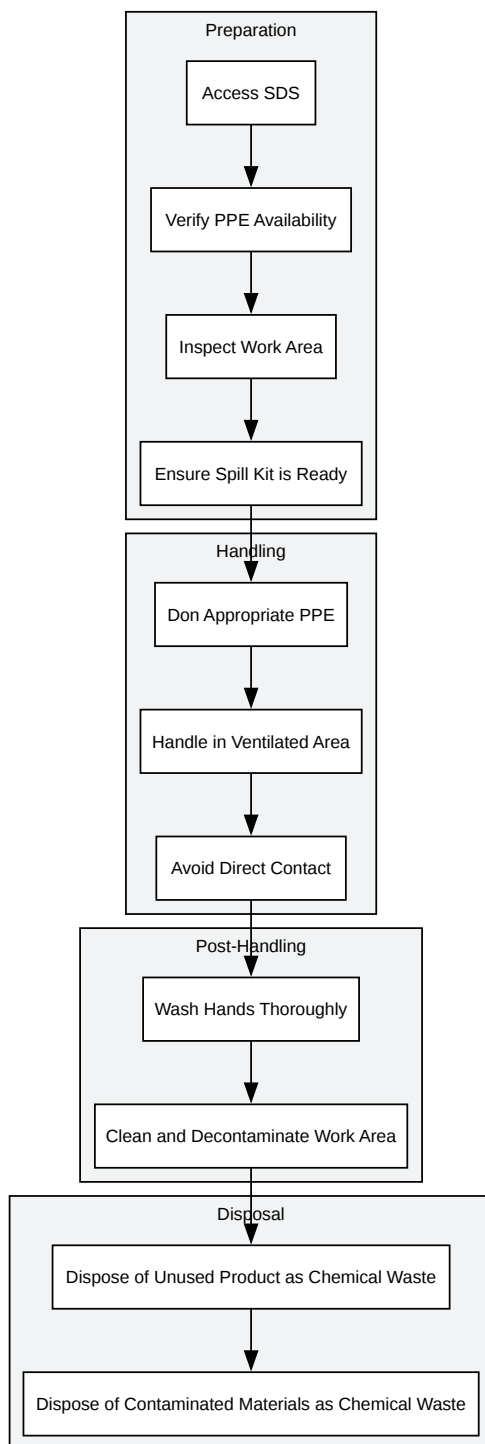 Preparation
Access SDS
Verify PPE Availability
Inspect Work Area
Ensure Spill Kit is Ready
Handling
Don Appropriate PPE
Handle in Ventilated Area
Avoid Direct Contact
Post-Handling
Wash Hands Thoroughly
Clean and Decontaminate Work Area
Disposal
Dispose of Unused Product as Chemical Waste
Dispose of Contaminated Materials as Chemical Waste